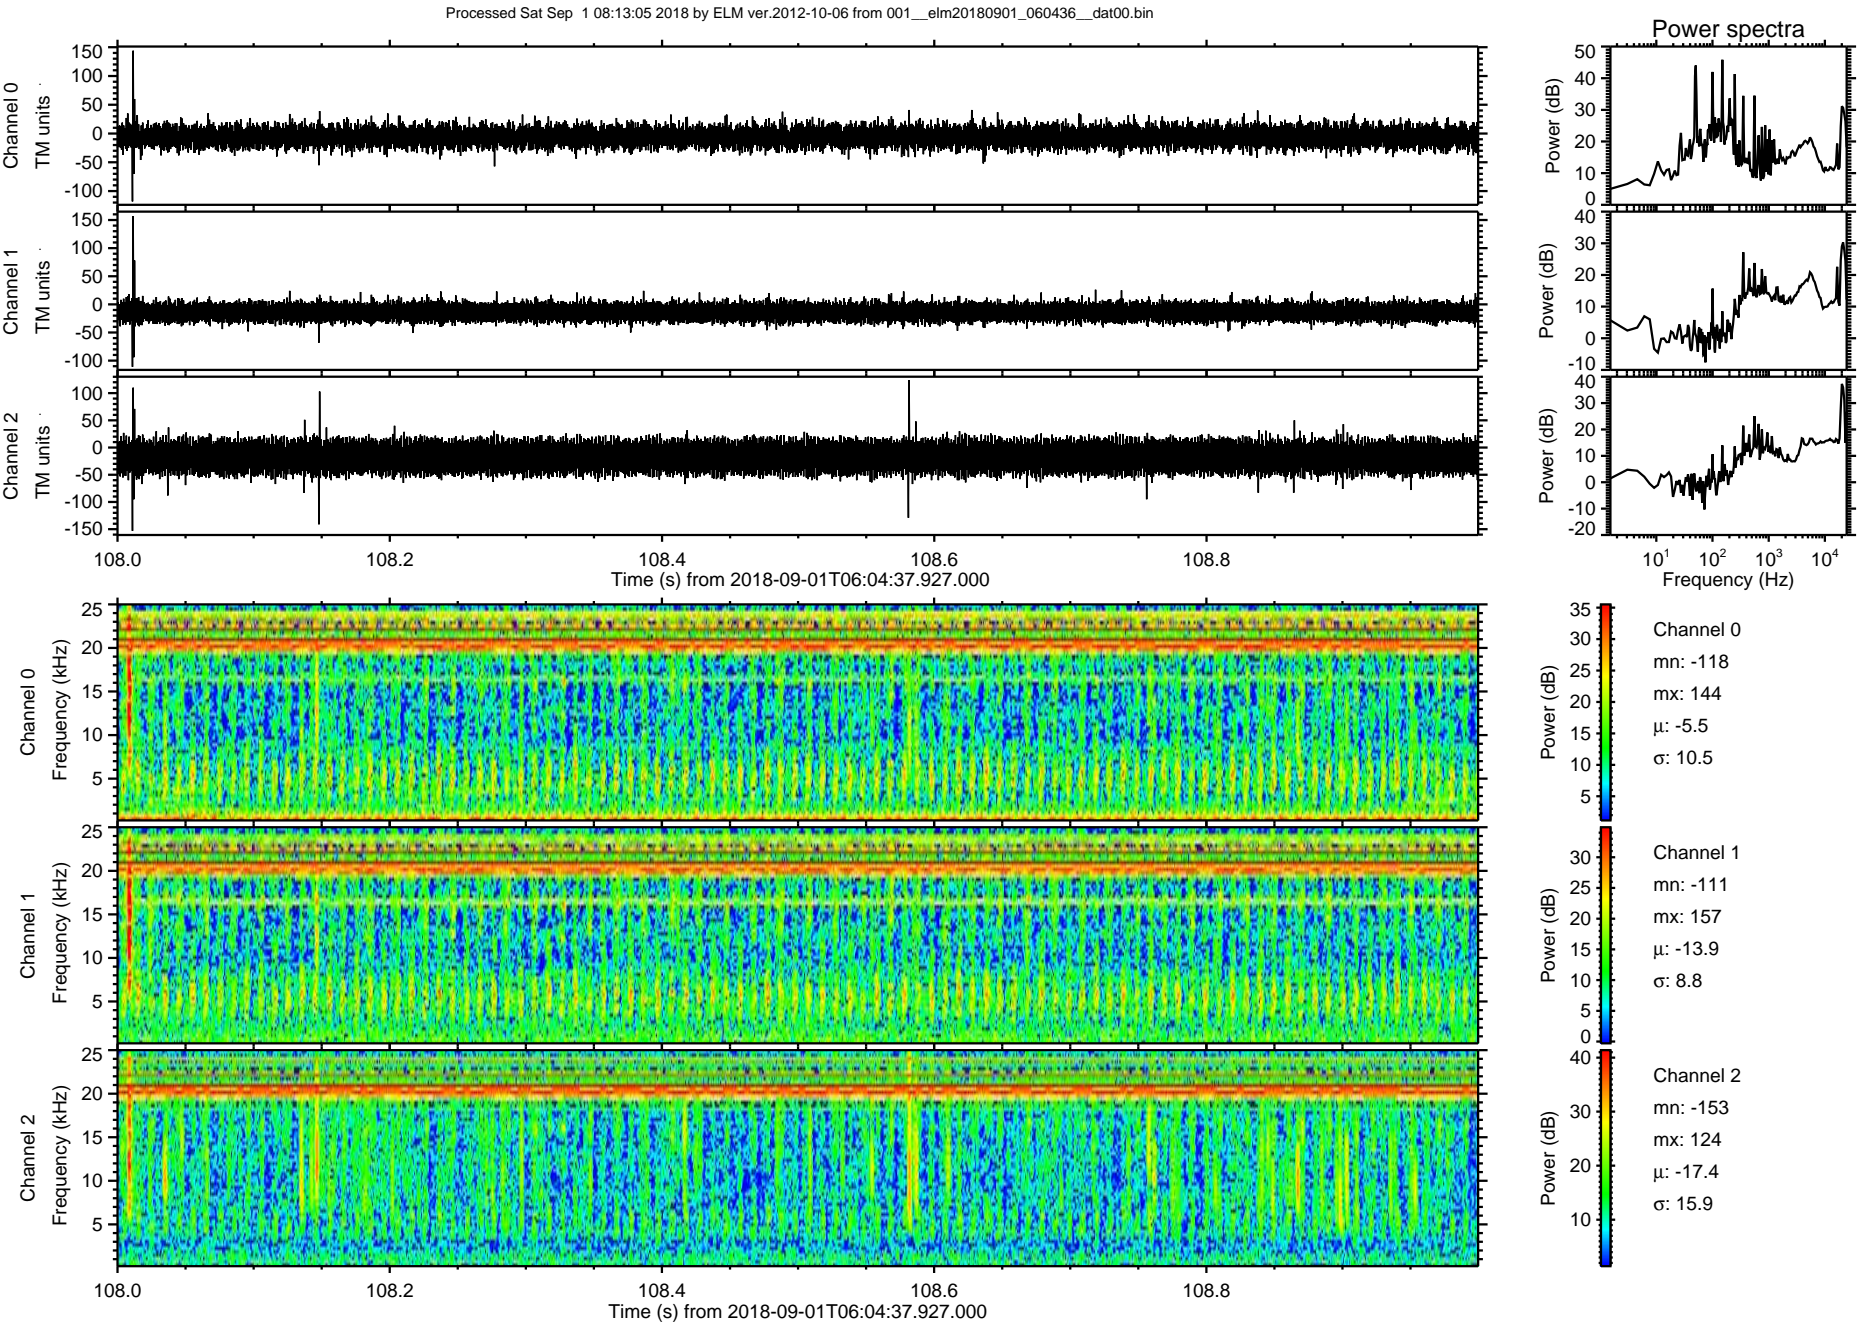 Processed Sat Sep 1 08:13:05 2018 by ELM ver.2012-10-06 from 001__elm20180901_060436__dat00.bin
Power spectra
Channel 0
TM units
150
100
50
0
-50
-100
Power (dB)
50
40
30
20
10
0
Channel 1
TM units
150
100
50
0
-50
-100
Power (dB)
40
30
20
10
0
-10
Channel 2
TM units
100
50
0
-50
-100
-150
Power (dB)
40
30
20
10
0
-10
-20
108.0 108.2 108.4 108.6 108.8
Time (s) from 2018-09-01T06:04:37.927.000
10^1 10^2 10^3 10^4
Frequency (Hz)
Channel 0
Frequency (kHz)
25
20
15
10
5
Power (dB)
35
30
25
20
15
10
5
Channel 0
mn: -118
mx: 144
μ: -5.5
σ: 10.5
Channel 1
Frequency (kHz)
25
20
15
10
5
Power (dB)
30
25
20
15
10
5
0
Channel 1
mn: -111
mx: 157
μ: -13.9
σ: 8.8
Channel 2
Frequency (kHz)
25
20
15
10
5
Power (dB)
40
30
20
10
Channel 2
mn: -153
mx: 124
μ: -17.4
σ: 15.9
108.0 108.2 108.4 108.6 108.8
Time (s) from 2018-09-01T06:04:37.927.000